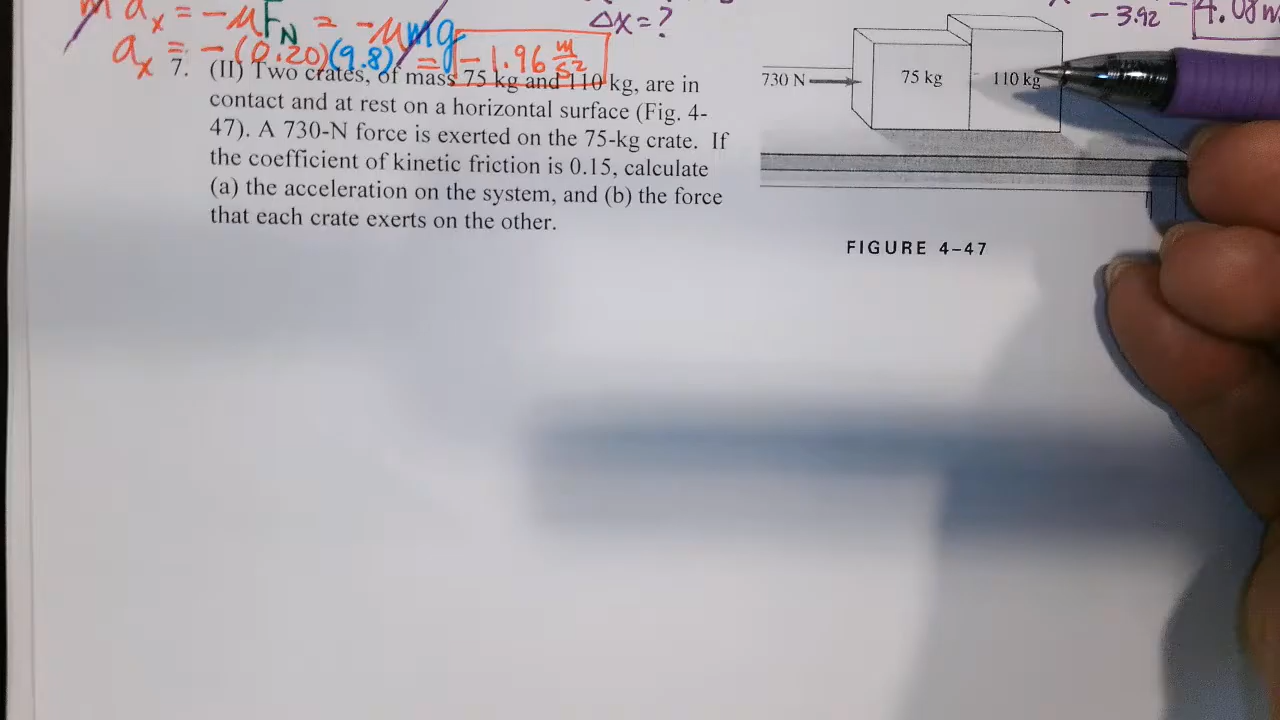 m aₓ = -μF_N = -μmg
aₓ = -(0.20)(9.8) = -1.96 m/s²
Δx = ?
-3.92
4.08m
7. (II) Two crates, of mass 75 kg and 110 kg, are in
contact and at rest on a horizontal surface (Fig. 4-
47). A 730-N force is exerted on the 75-kg crate. If
the coefficient of kinetic friction is 0.15, calculate
(a) the acceleration on the system, and (b) the force
that each crate exerts on the other.
730 N
75 kg
110 kg
FIGURE 4–47